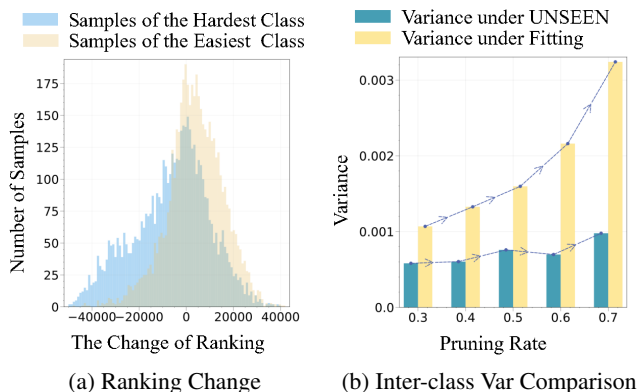 Samples of the Hardest Class
Samples of the Easiest Class
Number of Samples
175
150
125
100
75
50
25
0
−40000
−20000
0
20000
40000
The Change of Ranking
(a) Ranking Change
Variance under UNSEEN
Variance under Fitting
Variance
0.003
0.002
0.001
0.0
0.3
0.4
0.5
0.6
0.7
Pruning Rate
(b) Inter-class Var Comparison